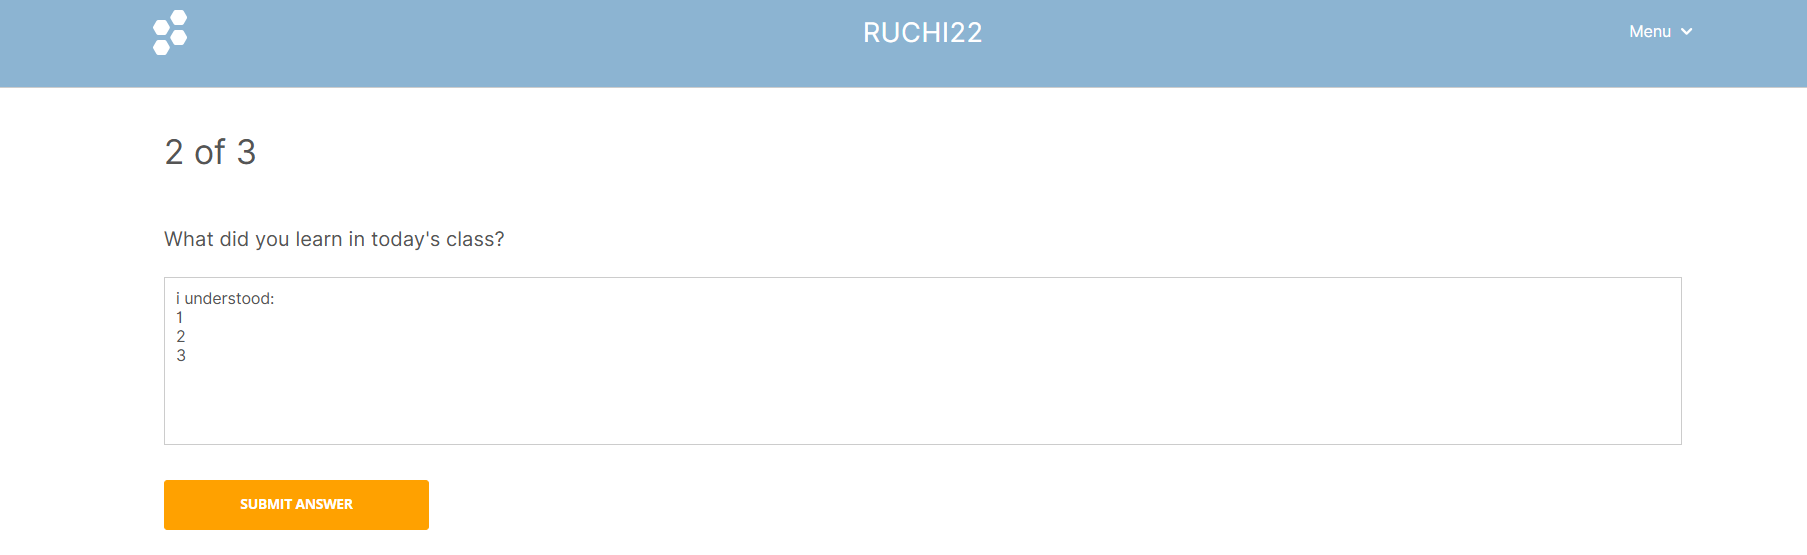 RUCHI22
Menu
2 of 3
What did you learn in today's class?
i understood:
1
2
3
SUBMIT ANSWER